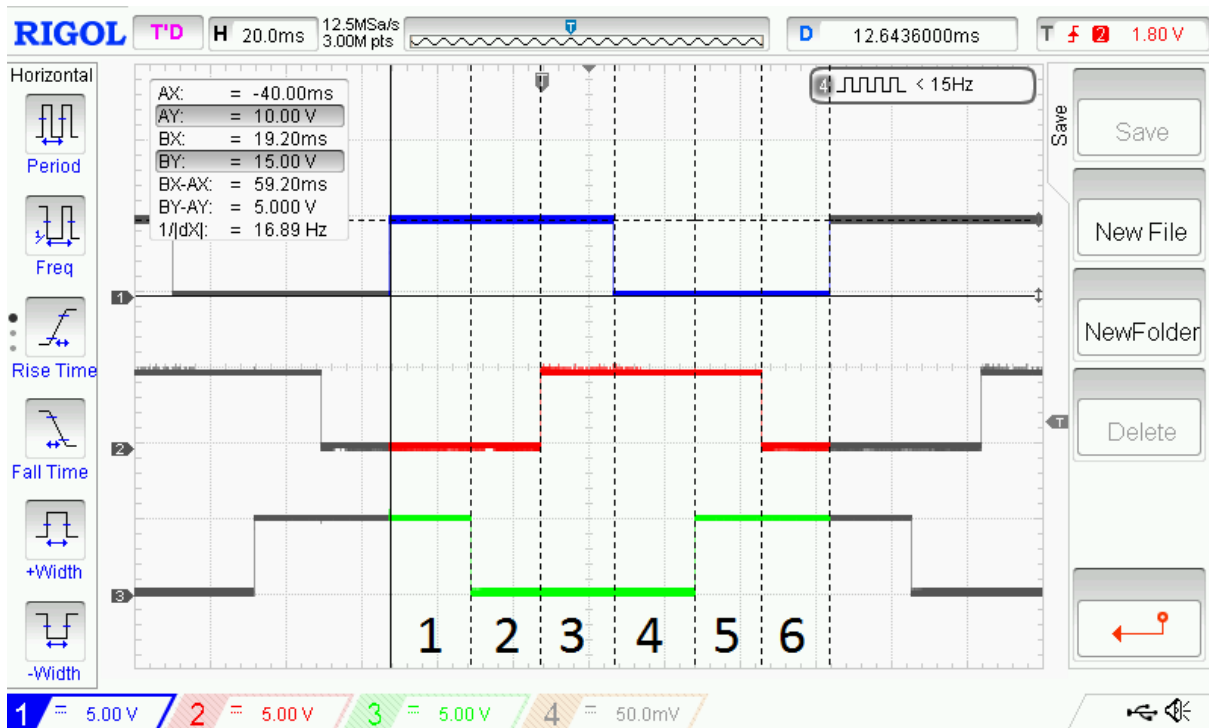 RIGOL T'D H 20.0ms 12.5MSa/s 3.00M pts T D 12.6436000ms T 2 1.80 V
Horizontal
Period
Freq
Rise Time
Fall Time
+Width
-Width
AX: = -40.00ms
AY: = 10.00 V
BX: = 19.20ms
BY: = 15.00 V
BX-AX: = 59.20ms
BY-AY: = 5.000 V
1/|dX|: = 16.89 Hz
T
4 < 15Hz
1
2
3
T
1 2 3 4 5 6
Save
Save
New File
NewFolder
Delete
1 = 5.00 V 2 = 5.00 V 3 = 5.00 V 4 = 50.0mV